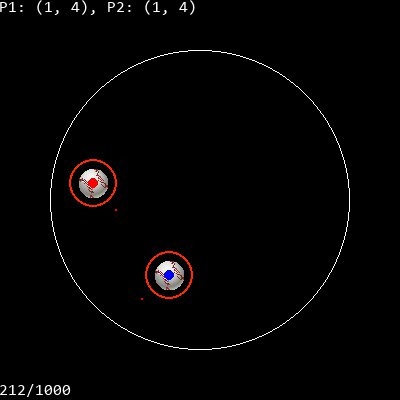 P1: (1, 4), P2: (1, 4)
212/1000